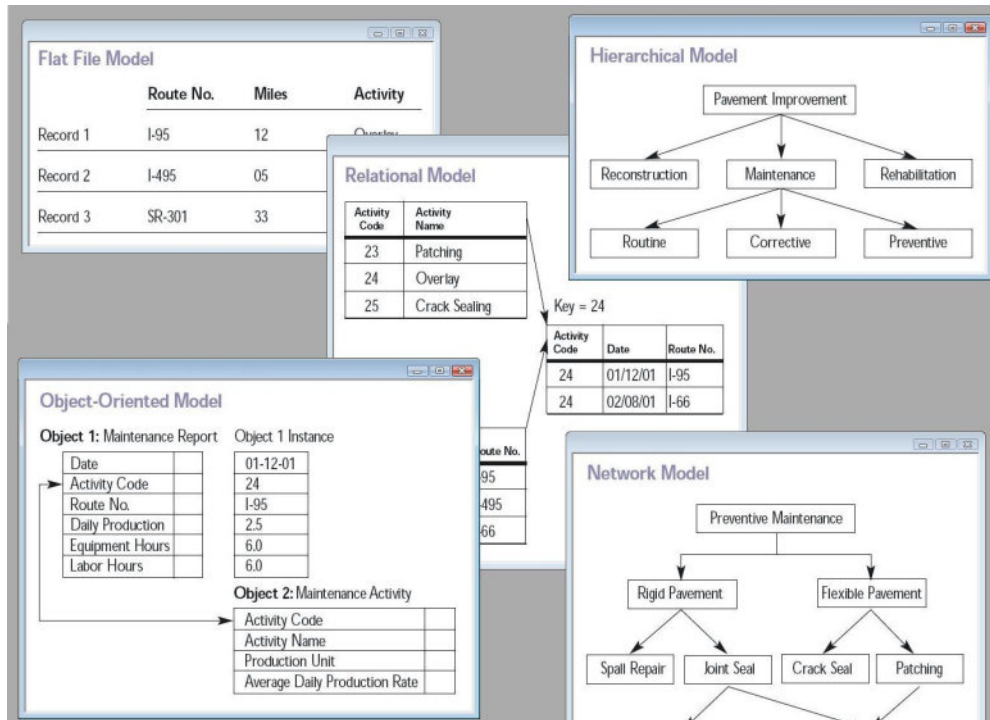 Flat File Model
Route No. Miles Activity
Record 1 I-95 12 Overlay
Record 2 I-495 05
Record 3 SR-301 33
Hierarchical Model
Pavement Improvement
Reconstruction Maintenance Rehabilitation
Routine Corrective Preventive
Relational Model
Activity Code Activity Name
23 Patching
24 Overlay
25 Crack Sealing
Key = 24
Activity Code Date Route No.
24 01/12/01 I-95
24 02/08/01 I-66
oute No.
95
495
66
Object-Oriented Model
Object 1: Maintenance Report Object 1 Instance
Date 01-12-01
Activity Code 24
Route No. I-95
Daily Production 2.5
Equipment Hours 6.0
Labor Hours 6.0
Object 2: Maintenance Activity
Activity Code
Activity Name
Production Unit
Average Daily Production Rate
Network Model
Preventive Maintenance
Rigid Pavement Flexible Pavement
Spall Repair Joint Seal Crack Seal Patching